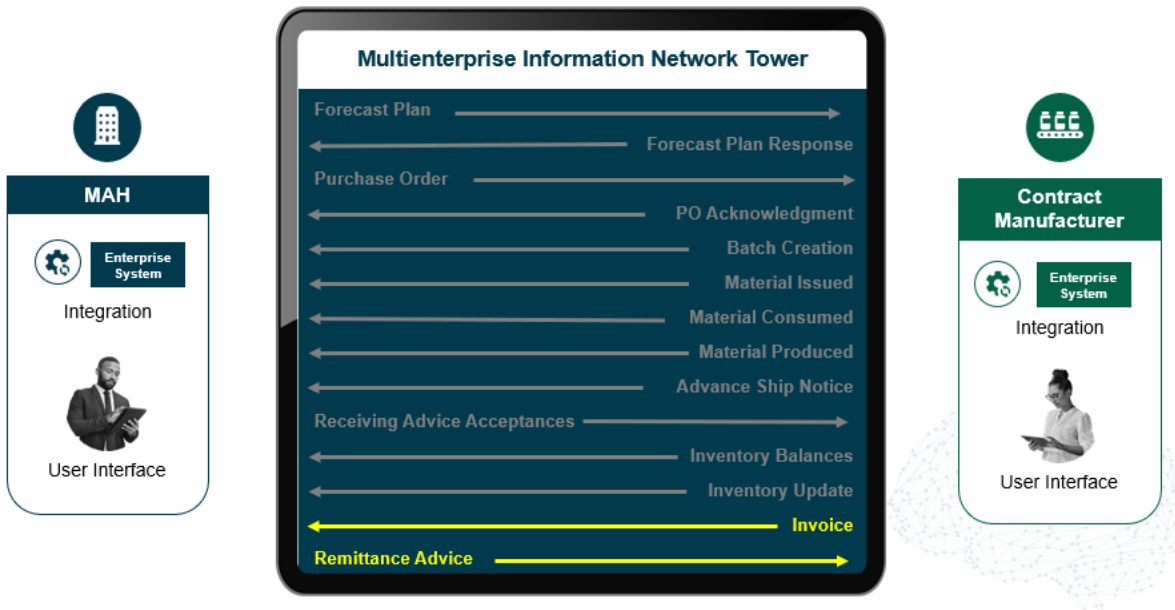 Multienterprise Information Network Tower
Forecast Plan
Forecast Plan Response
Purchase Order
PO Acknowledgment
Batch Creation
Material Issued
Material Consumed
Material Produced
Advance Ship Notice
Receiving Advice Acceptances
Inventory Balances
Inventory Update
Invoice
Remittance Advice
MAH
Enterprise
System
Integration
User Interface
Contract
Manufacturer
Enterprise
System
Integration
User Interface